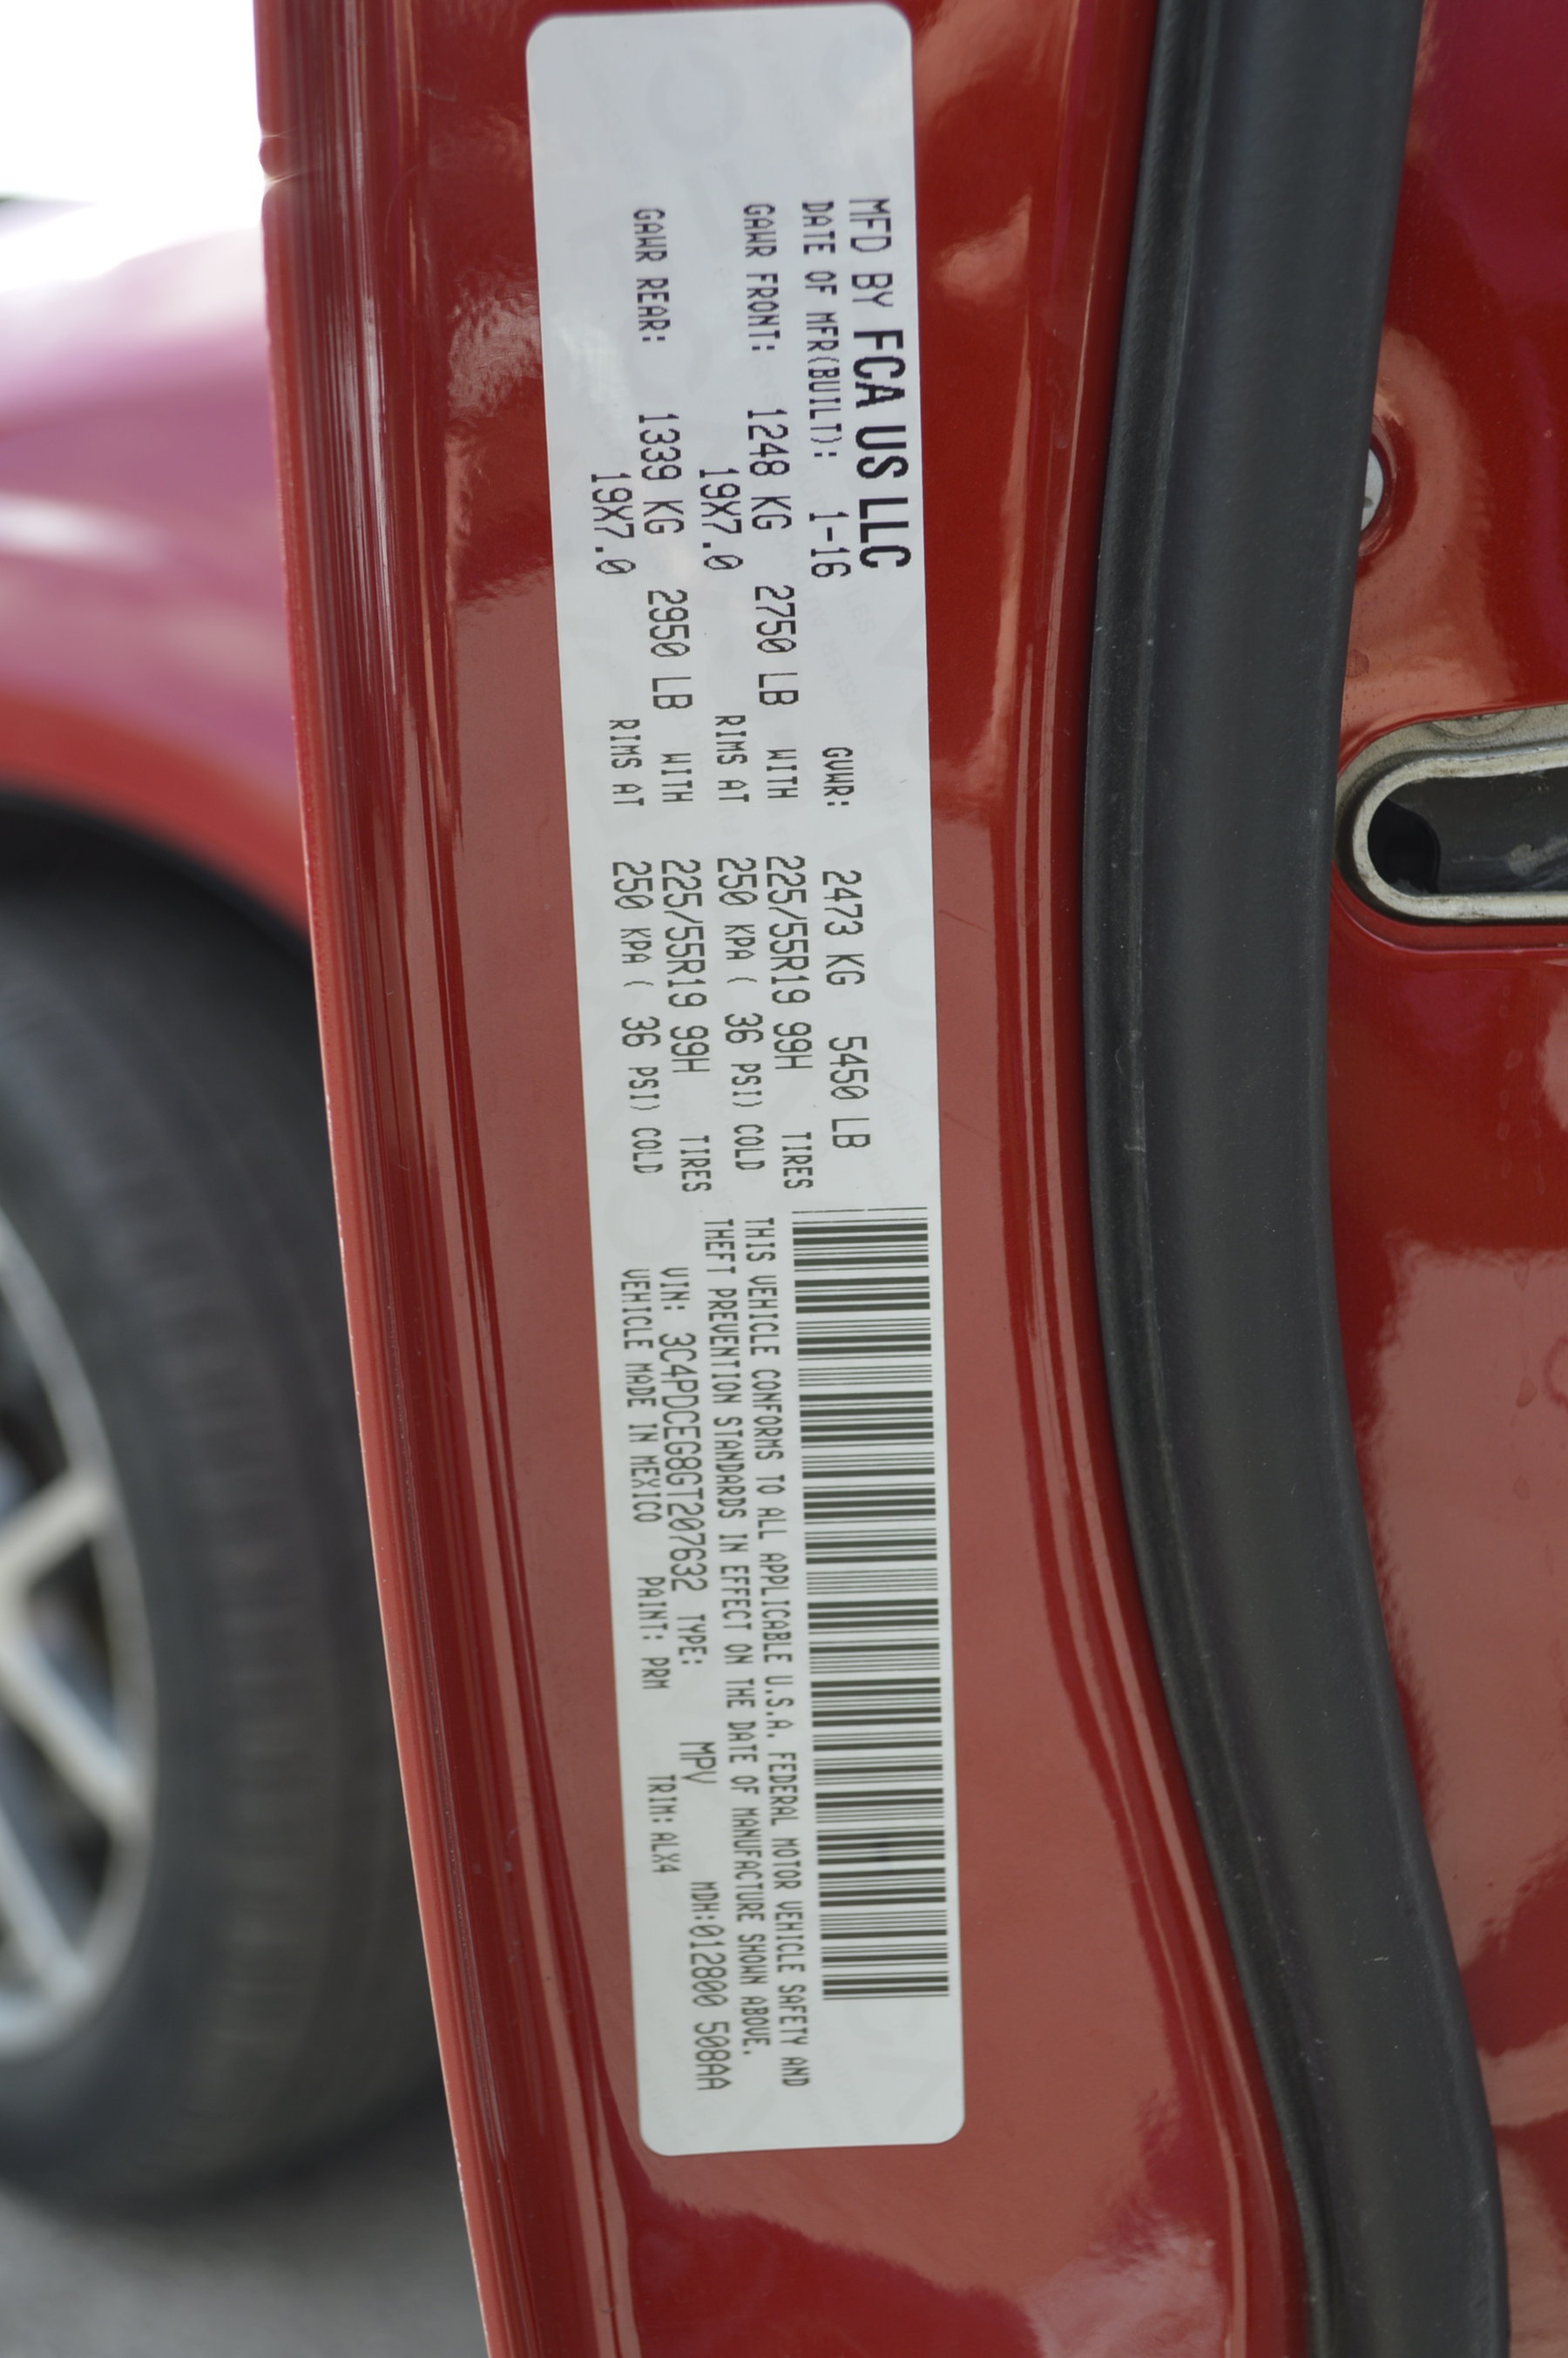 MFD BY FCA US LLC
DATE OF MFR(BUILT): 1-16 GVWR: 2473 KG 5450 LB
GAWR FRONT: 1248 KG 2750 LB WITH 225/55R19 99H TIRES
19X7.0 RIMS AT 250 KPA ( 36 PSI) COLD
GAWR REAR: 1339 KG 2950 LB WITH 225/55R19 99H TIRES
19X7.0 RIMS AT 250 KPA ( 36 PSI) COLD
THIS VEHICLE CONFORMS TO ALL APPLICABLE U.S.A. FEDERAL MOTOR VEHICLE SAFETY AND
THEFT PREVENTION STANDARDS IN EFFECT ON THE DATE OF MANUFACTURE SHOWN ABOVE.
VIN: 3C4PDCEG8GT207632 TYPE: MPV MDH:012800 508AA
VEHICLE MADE IN MEXICO PAINT: PRM TRIM: ALX4